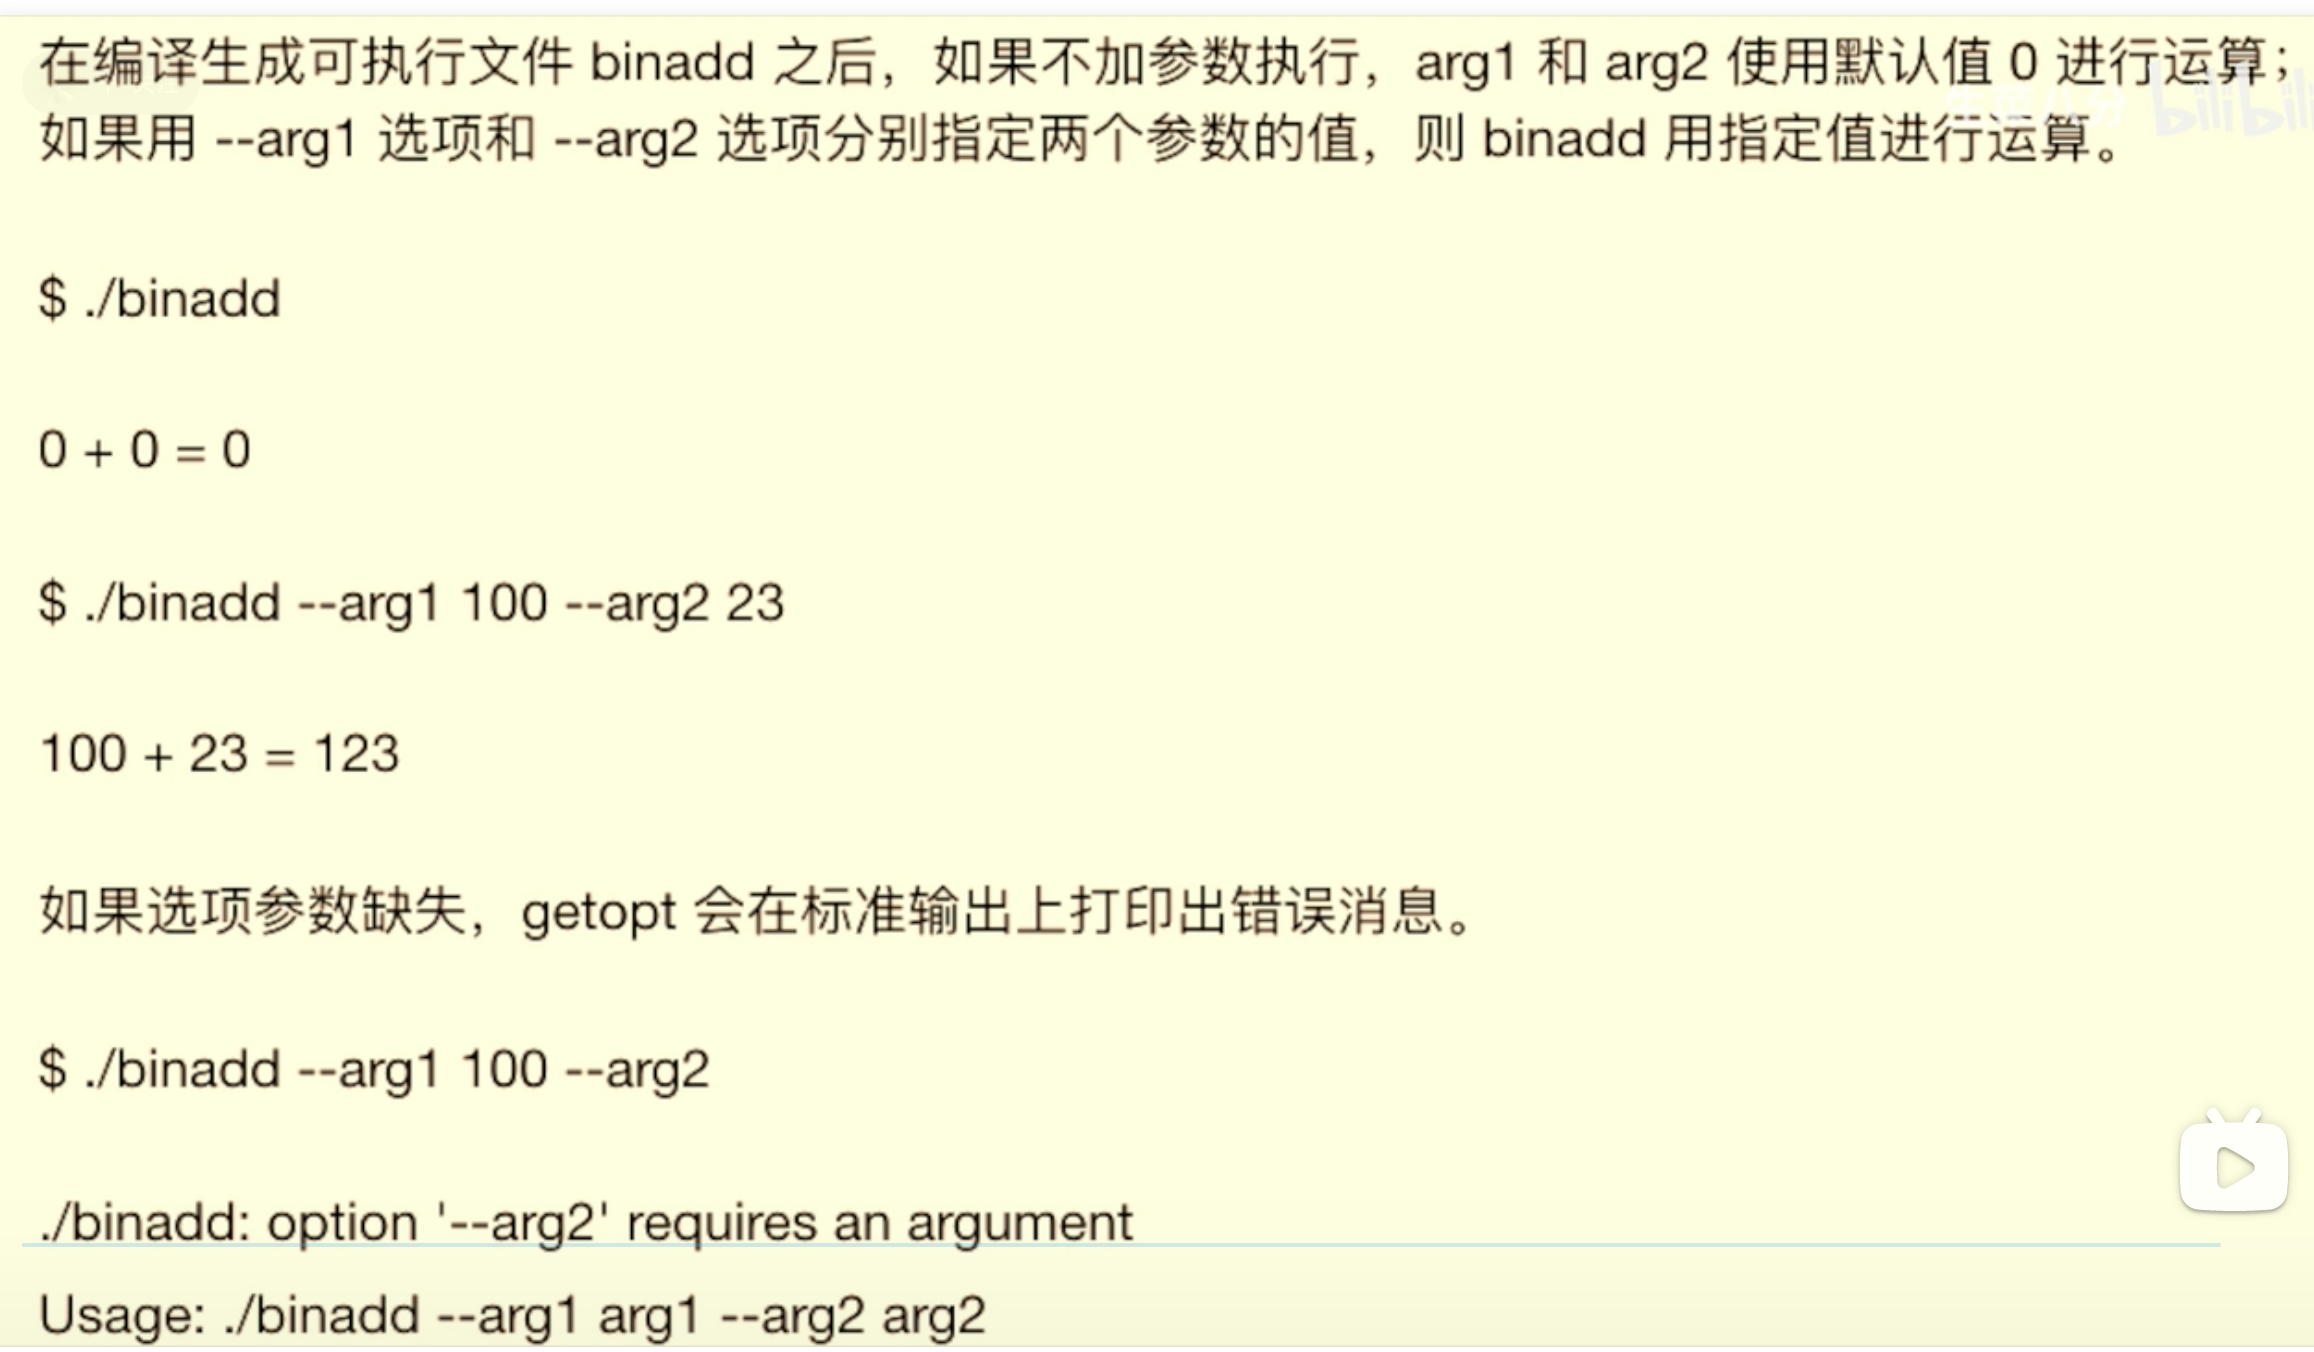 在编译生成可执行文件 binadd 之后，如果不加参数执行，arg1 和 arg2 使用默认值 0 进行运算；
如果用 --arg1 选项和 --arg2 选项分别指定两个参数的值，则 binadd 用指定值进行运算。
bilibili
$ ./binadd
0 + 0 = 0
$ ./binadd --arg1 100 --arg2 23
100 + 23 = 123
如果选项参数缺失，getopt 会在标准输出上打印出错误消息。
$ ./binadd --arg1 100 --arg2
./binadd: option '--arg2' requires an argument
Usage: ./binadd --arg1 arg1 --arg2 arg2